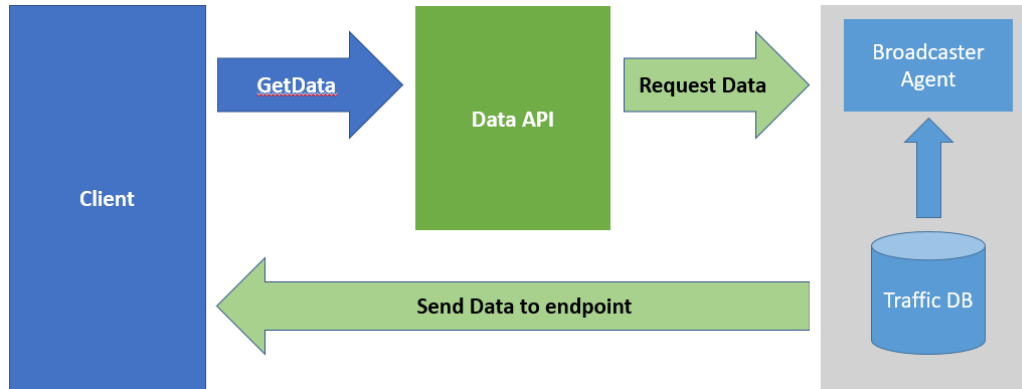 Client
GetData
Data API
Request Data
Broadcaster
Agent
Traffic DB
Send Data to endpoint